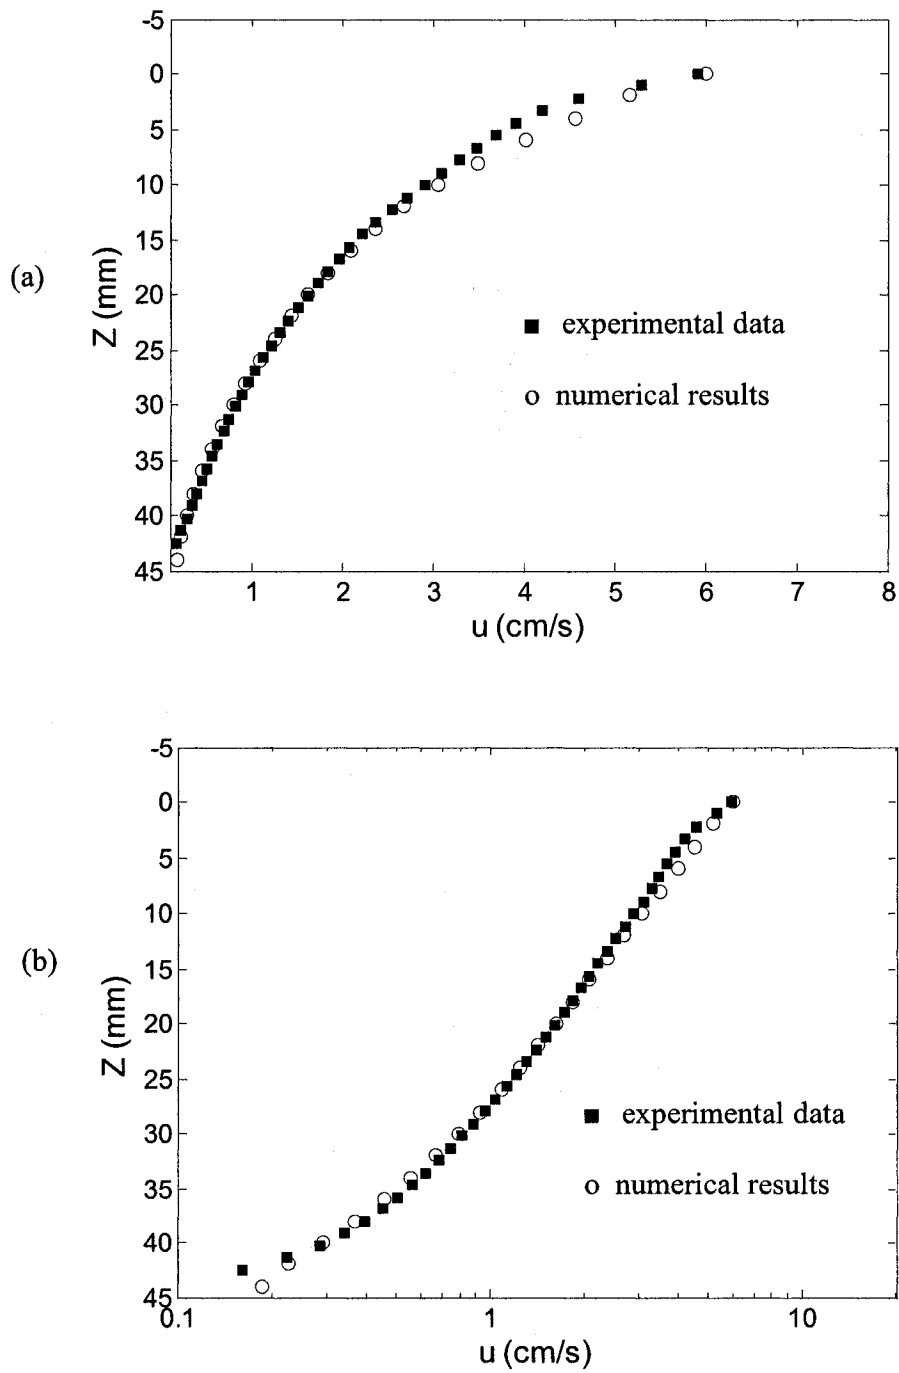 -5
0
5
10
15
20
25
30
35
40
45
Z (mm)
(a)
■ experimental data
o numerical results
1 2 3 4 5 6 7 8
u (cm/s)
-5
0
5
10
15
20
25
30
35
40
45
Z (mm)
(b)
■ experimental data
o numerical results
0.1 1 10
u (cm/s)